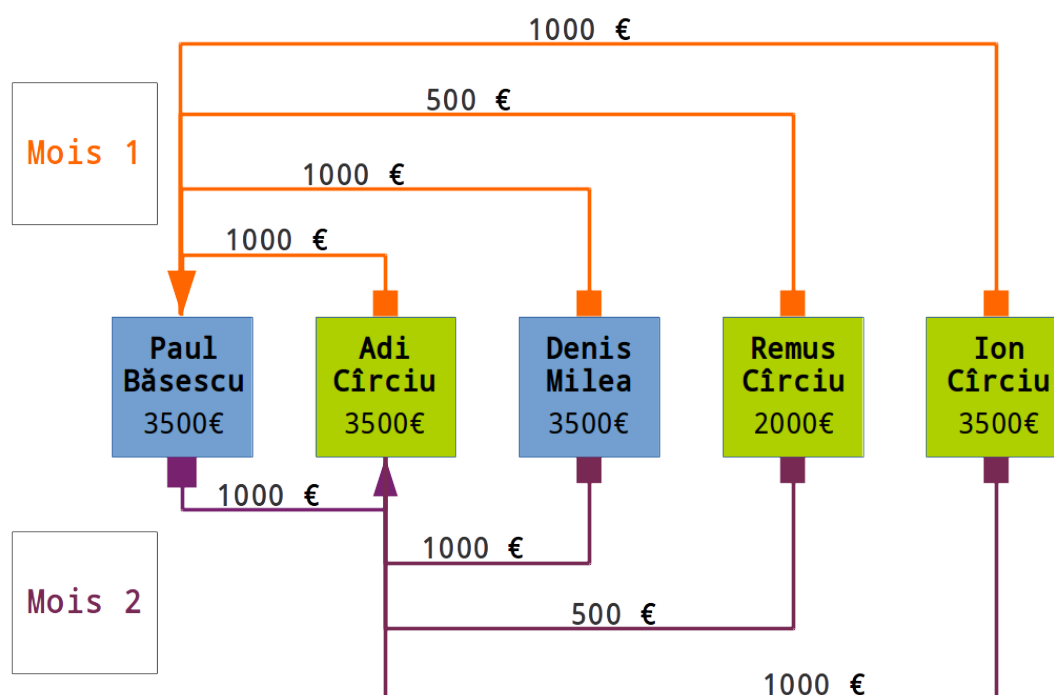 1000 €
500 €
Mois 1
1000 €
1000 €
Paul
Băsescu
3500€
Adi
Cîrciu
3500€
Denis
Milea
3500€
Remus
Cîrciu
2000€
Ion
Cîrciu
3500€
1000 €
1000 €
Mois 2
500 €
1000 €